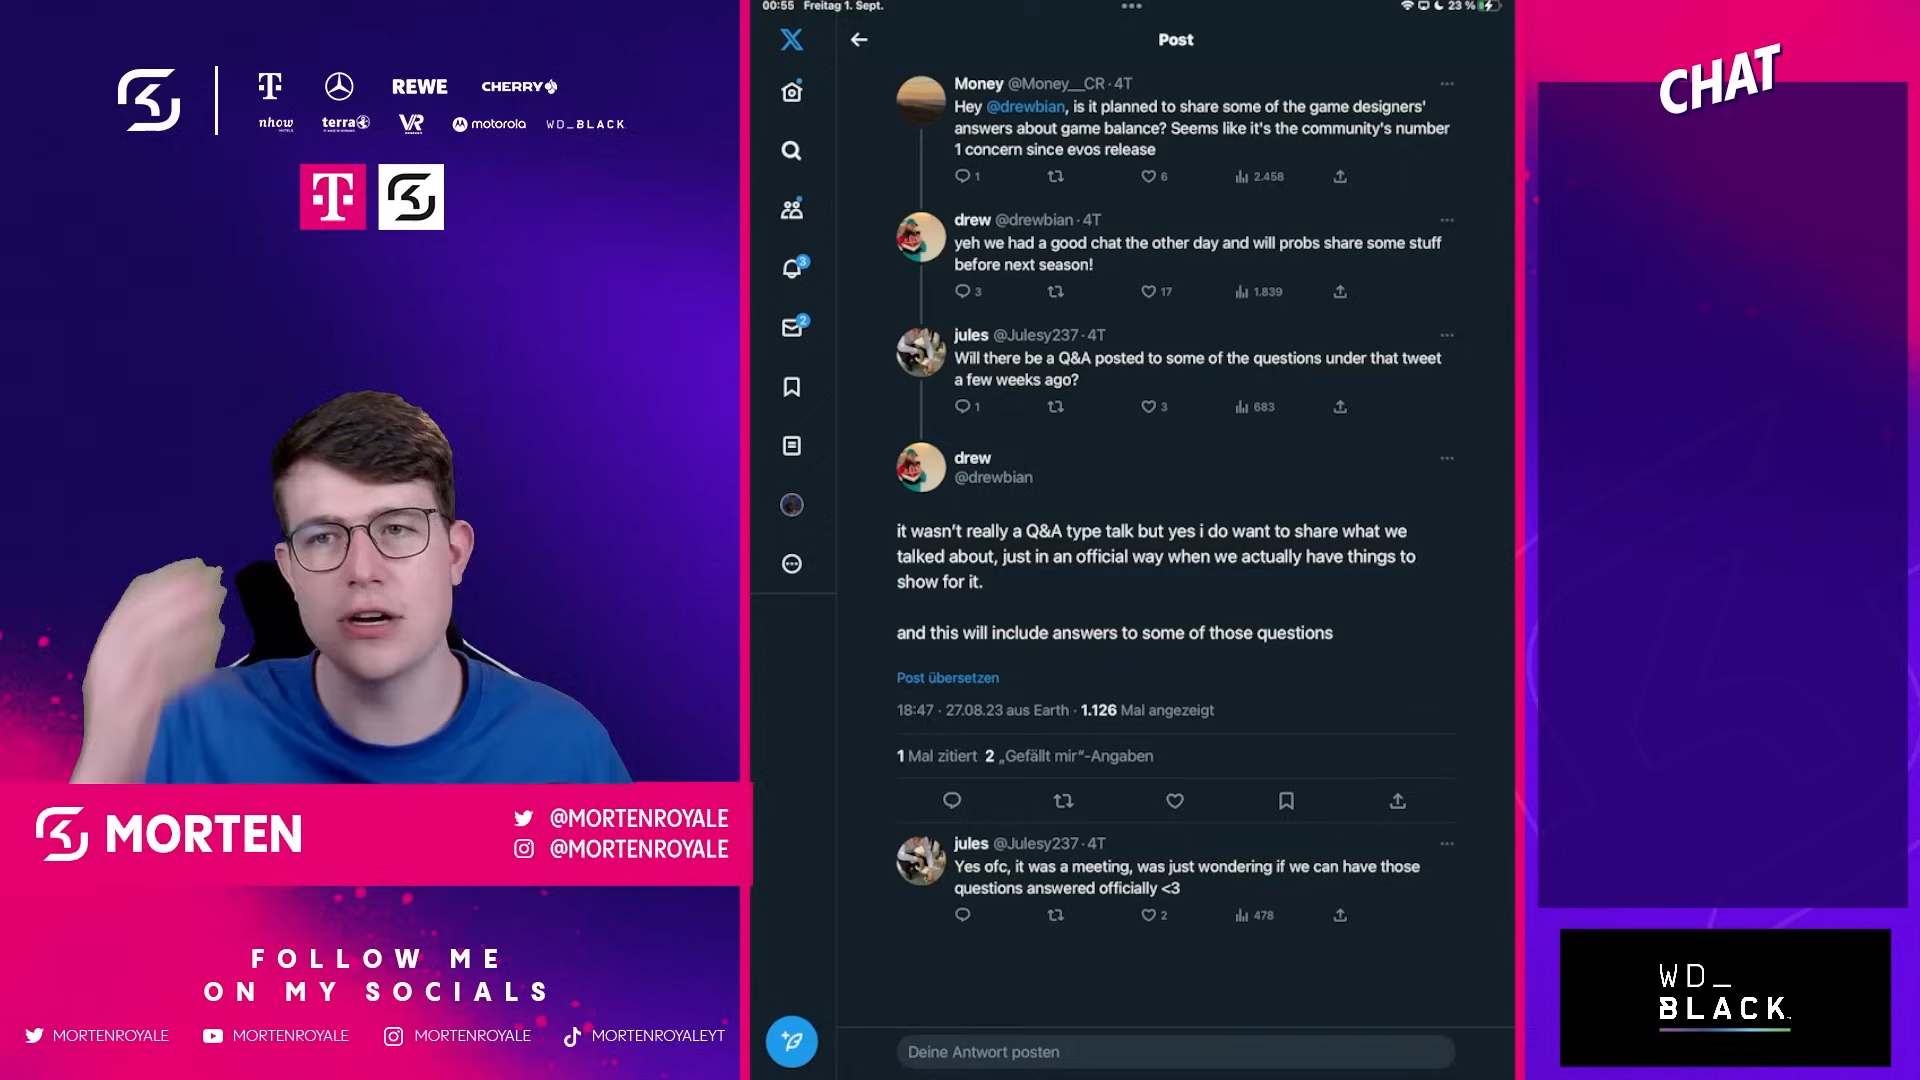 REWE
CHERRY
nhow
HOTELS
terra
VR
motorola
WD_BLACK
MORTEN
@MORTENROYALE
@MORTENROYALE
FOLLOW ME
ON MY SOCIALS
MORTENROYALE
MORTENROYALE
MORTENROYALE
MORTENROYALEYT
00:55 Freitag 1. Sept.
23 %
Post
Money @Money__CR · 4T
Hey @drewbian, is it planned to share some of the game designers'
answers about game balance? Seems like it's the community's number
1 concern since evos release
1 6 2.458
drew @drewbian · 4T
yeh we had a good chat the other day and will probs share some stuff
before next season!
3 17 1.839
3
jules @Julesy237 · 4T
Will there be a Q&A posted to some of the questions under that tweet
a few weeks ago?
1 3 683
2
drew
@drewbian
it wasn't really a Q&A type talk but yes i do want to share what we
talked about, just in an official way when we actually have things to
show for it.
and this will include answers to some of those questions
Post übersetzen
18:47 · 27.08.23 aus Earth · 1.126 Mal angezeigt
1 Mal zitiert 2 „Gefällt mir“-Angaben
jules @Julesy237 · 4T
Yes ofc, it was a meeting, was just wondering if we can have those
questions answered officially <3
2 478
Deine Antwort posten
CHAT
WD_
BLACK